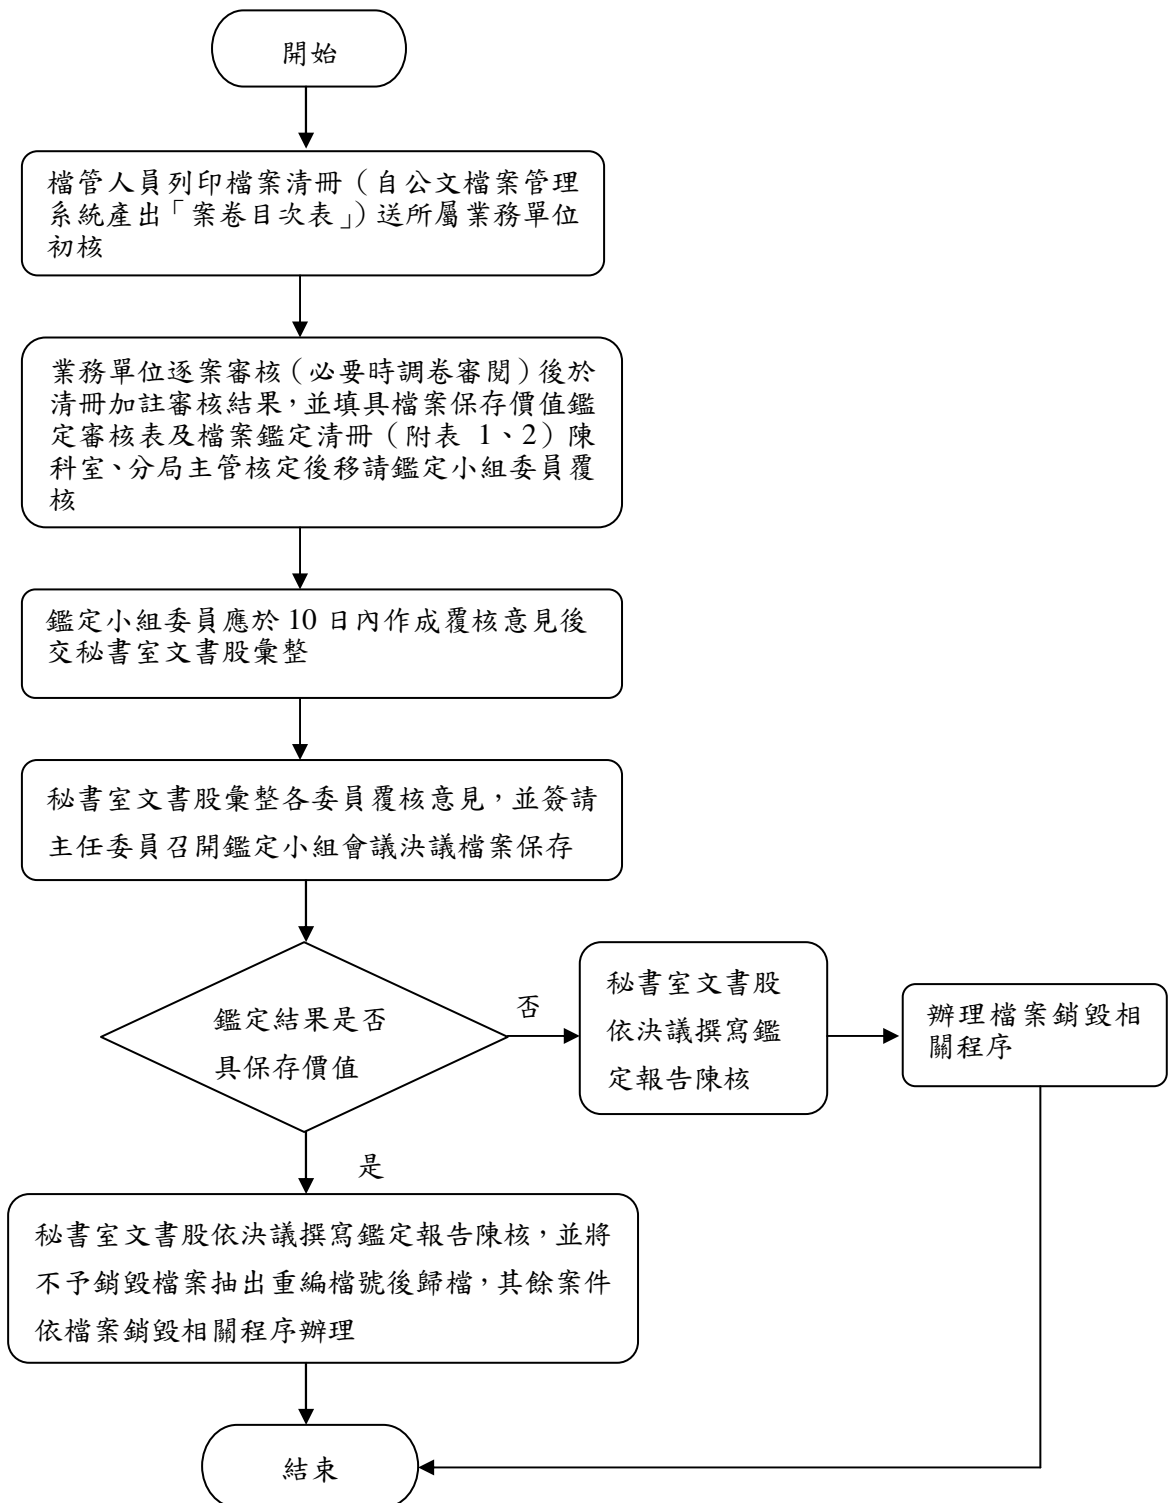 開始
檔管人員列印檔案清冊（自公文檔案管理
系統產出「案卷目次表」）送所屬業務單位
初核
業務單位逐案審核（必要時調卷審閱）後於
清冊加註審核結果，並填具檔案保存價值鑑
定審核表及檔案鑑定清冊（附表 1、2）陳
科室、分局主管核定後移請鑑定小組委員覆
核
鑑定小組委員應於 10 日內作成覆核意見後
交秘書室文書股彙整
秘書室文書股彙整各委員覆核意見，並簽請
主任委員召開鑑定小組會議決議檔案保存
鑑定結果是否
具保存價值
否
秘書室文書股
依決議撰寫鑑
定報告陳核
辦理檔案銷毀相
關程序
是
秘書室文書股依決議撰寫鑑定報告陳核，並將
不予銷毀檔案抽出重編檔號後歸檔，其餘案件
依檔案銷毀相關程序辦理
結束